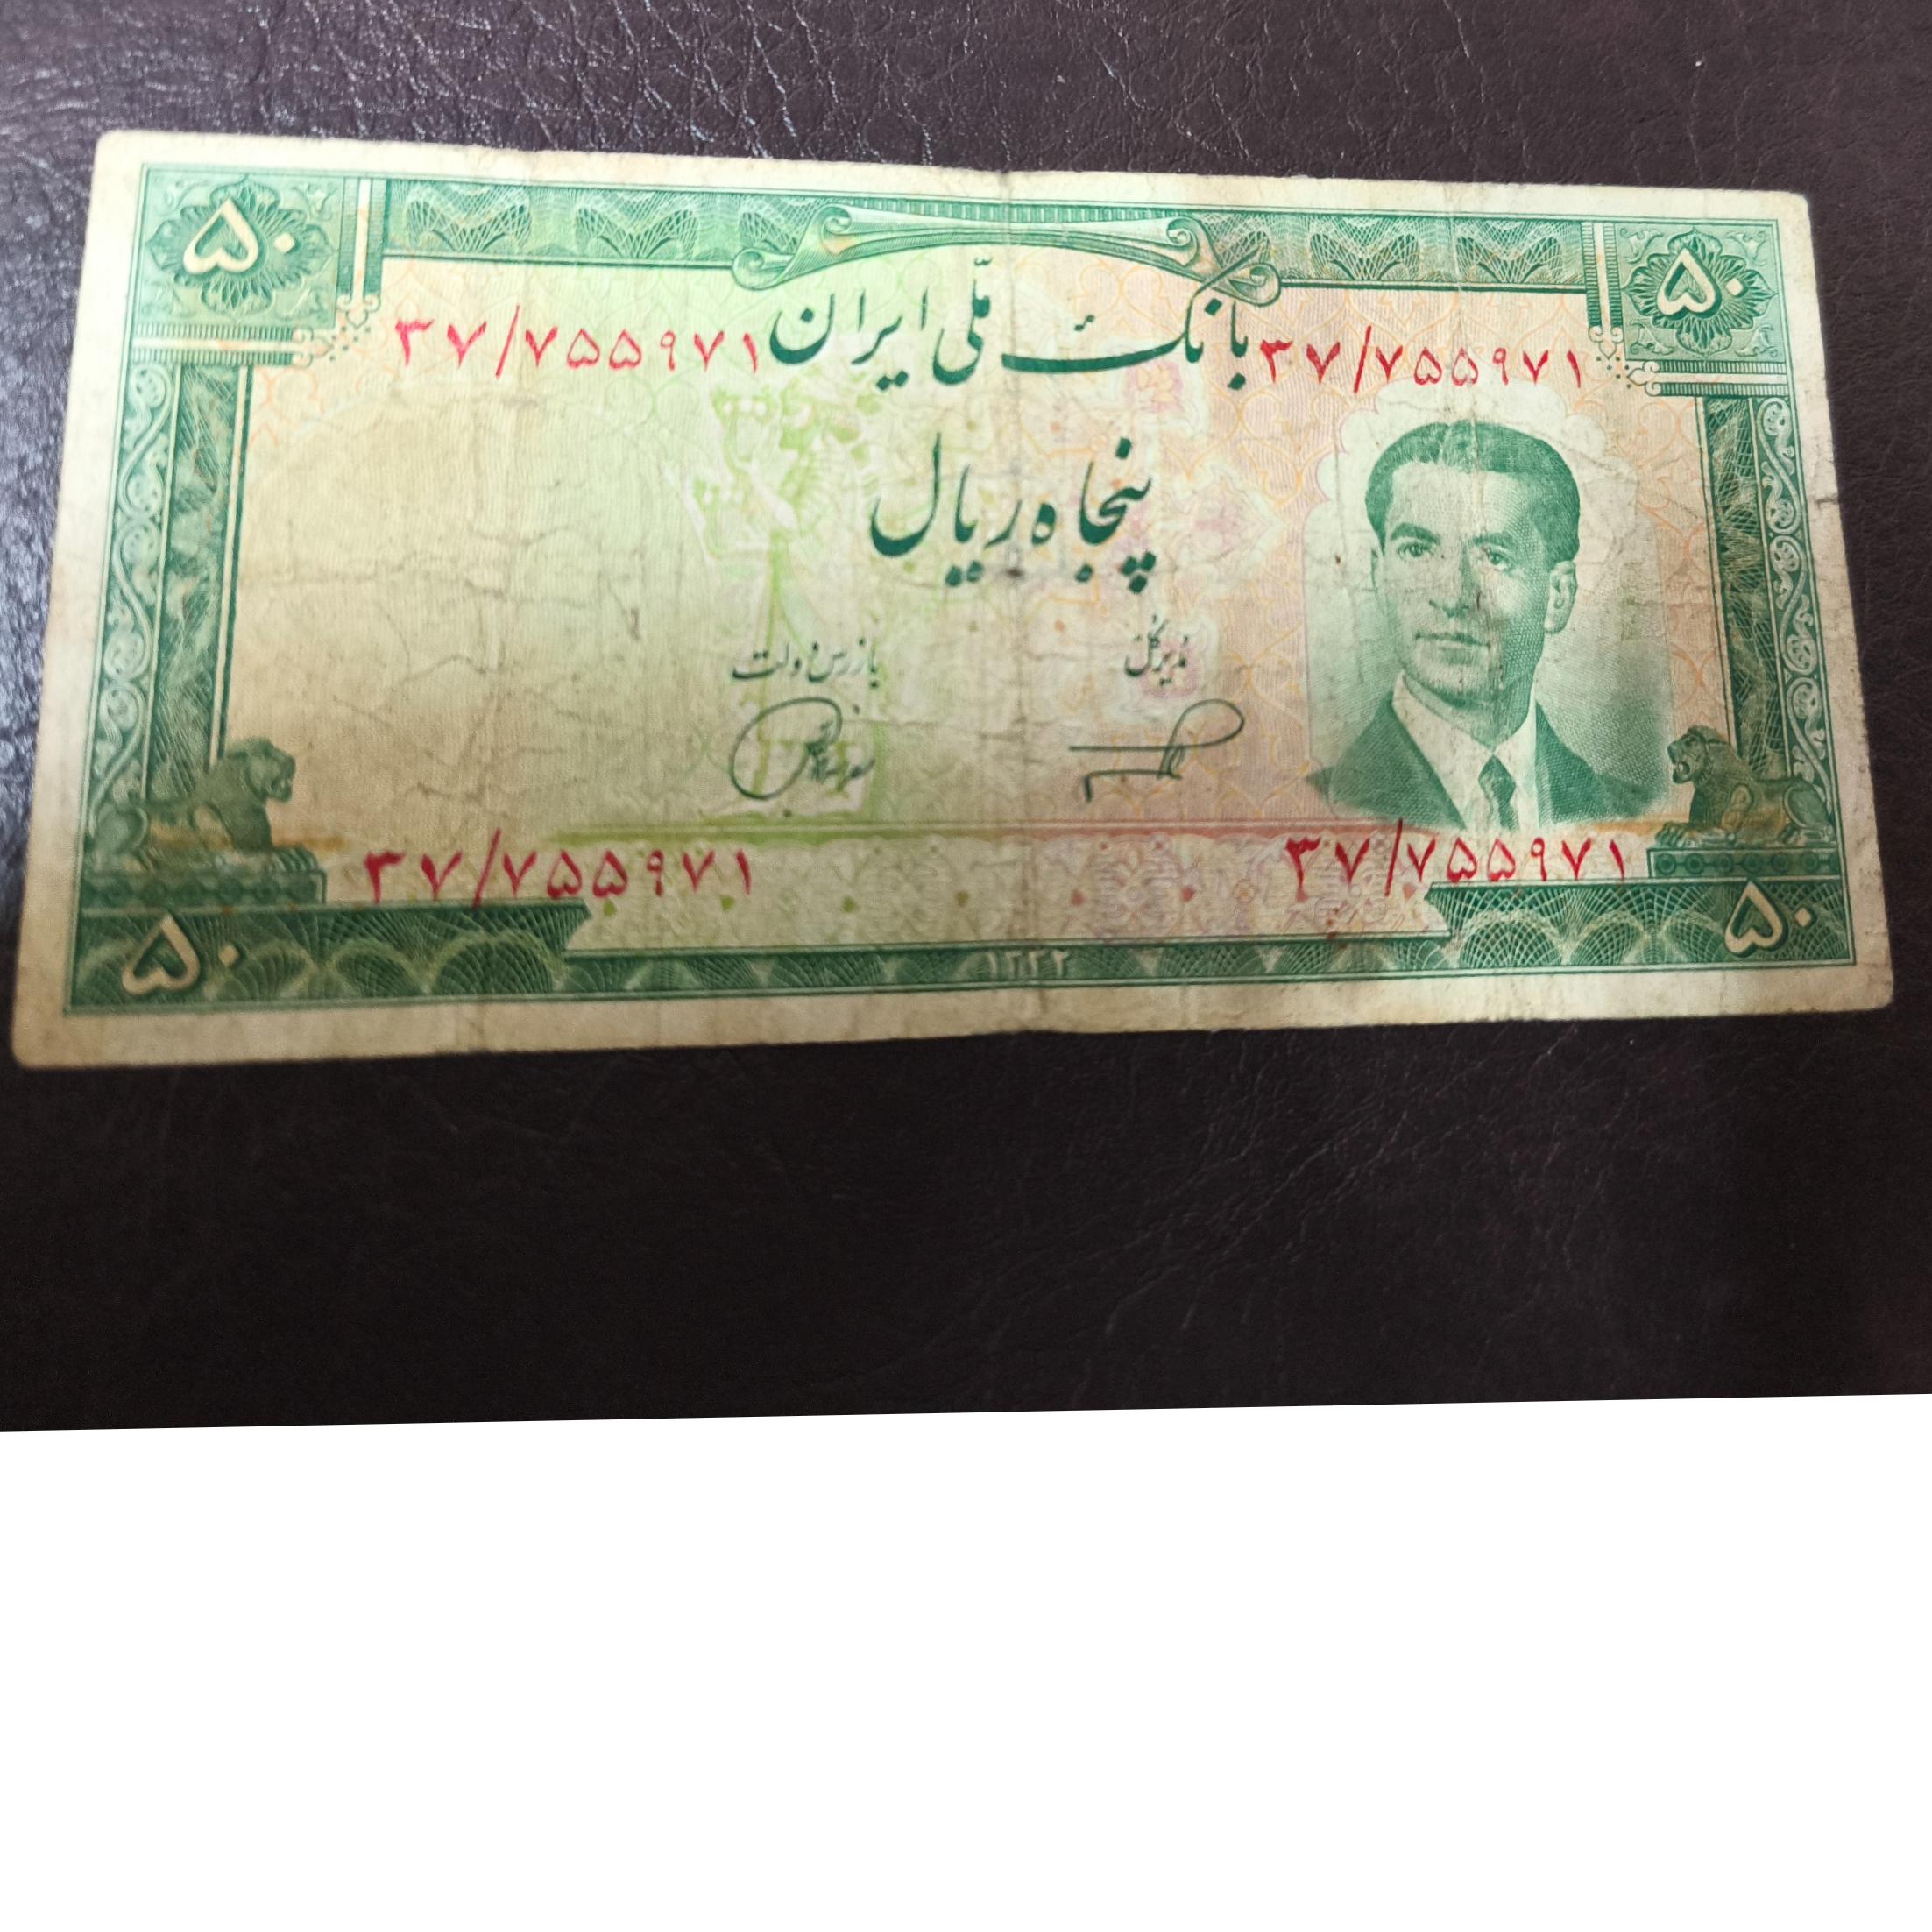 ۵۰ ۵۰
بانک ملّی ایران
۳۷/۷۵۵۹۷۱ ۳۷/۷۵۵۹۷۱
پنجاه ریال
مدیر کل بازرس دولت
۳۷/۷۵۵۹۷۱ ۳۷/۷۵۵۹۷۱
۵۰ ۵۰